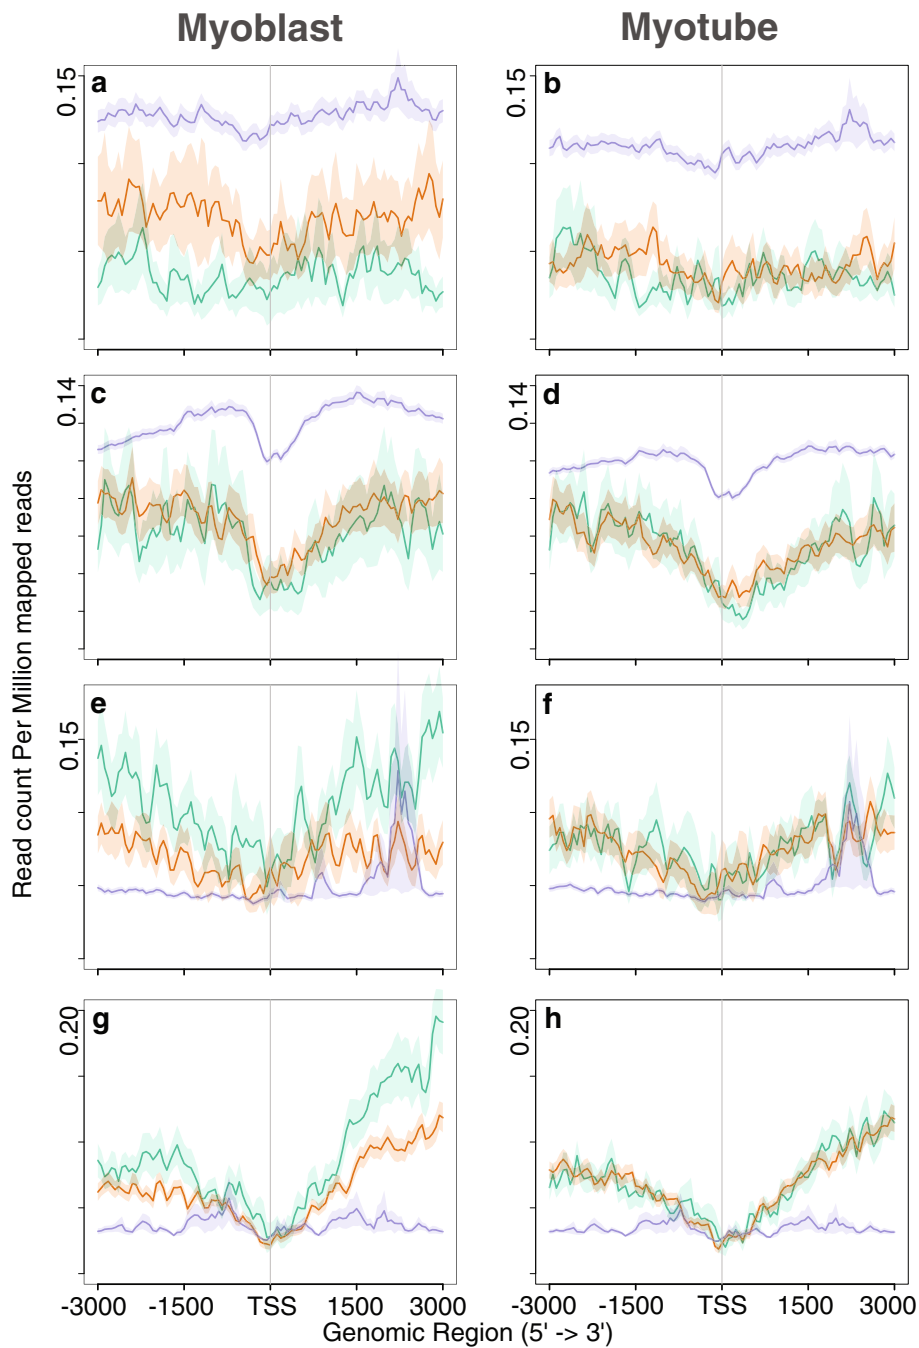 Myoblast Myotube
a b
0.15 0.15
c d
0.14 0.14
Read count Per Million mapped reads
e f
0.15 0.15
g h
0.20 0.20
-3000 -1500 TSS 1500 3000 -3000 -1500 TSS 1500 3000
Genomic Region (5' -> 3')